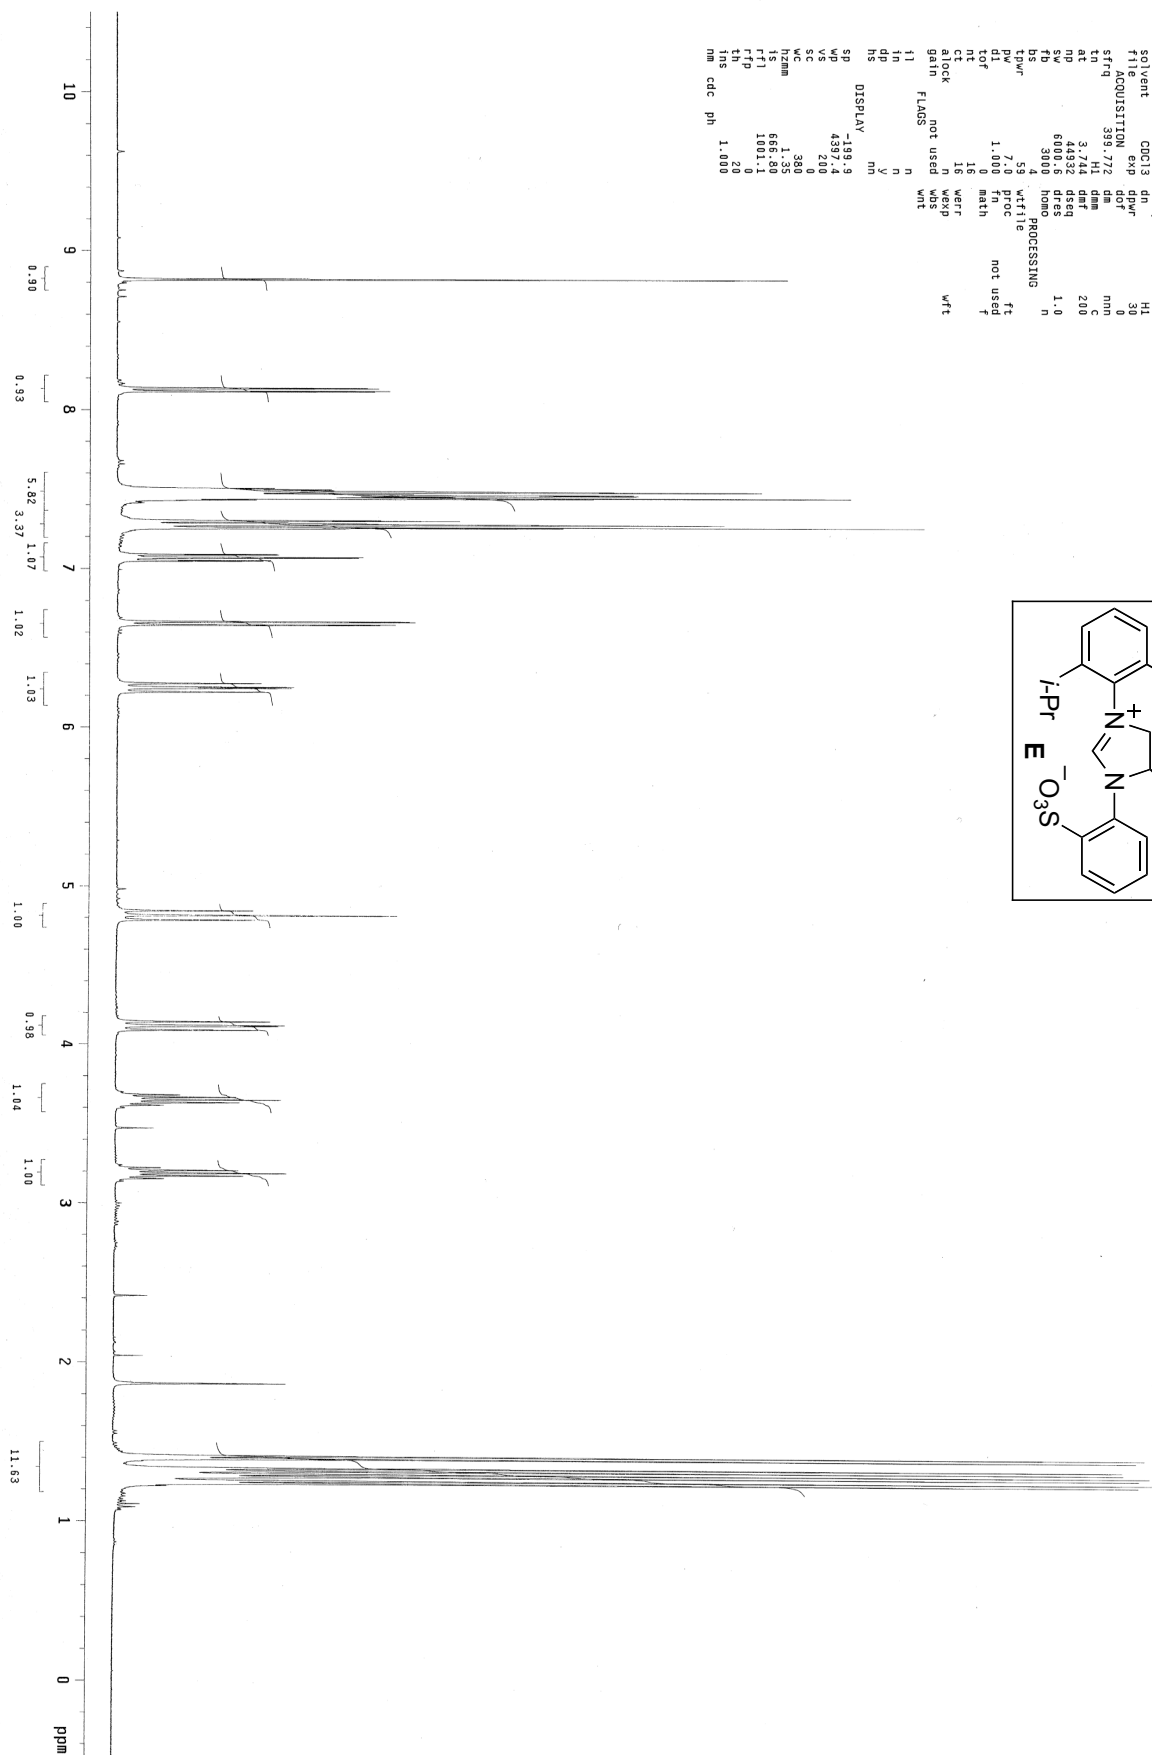 solvent CDCl3 dn H1
file exp dpwr 30
ACQUISITION dof 0
sfrq 399.772 dm nnn
tn H1 dmm c
at 3.744 dmf 200
np 44932 dseq
sw 6000.6 dres 1.0
fb 3000 homo n
bs 4 PROCESSING
tpwr 59 wtfile
pw 7.0 proc ft
d1 1.000 fn not used
tof 0 math f
nt 16
ct 16 werr
alock n wexp wft
gain not used wbs
FLAGS wnt
il n
in n
dp y
hs nn
DISPLAY
sp -199.9
wp 4397.4
vs 200
sc 0
wc 380
hzmm 1.35
is 666.80
rfl 1001.1
rfp 0
th 20
ins 1.000
nm cdc ph
N+ N
i-Pr −O3S
E
10 9 8 7 6 5 4 3 2 1 0 ppm
0.90 0.93 5.82 3.37 1.07 1.02 1.03 1.00 0.98 1.04 1.00 11.63